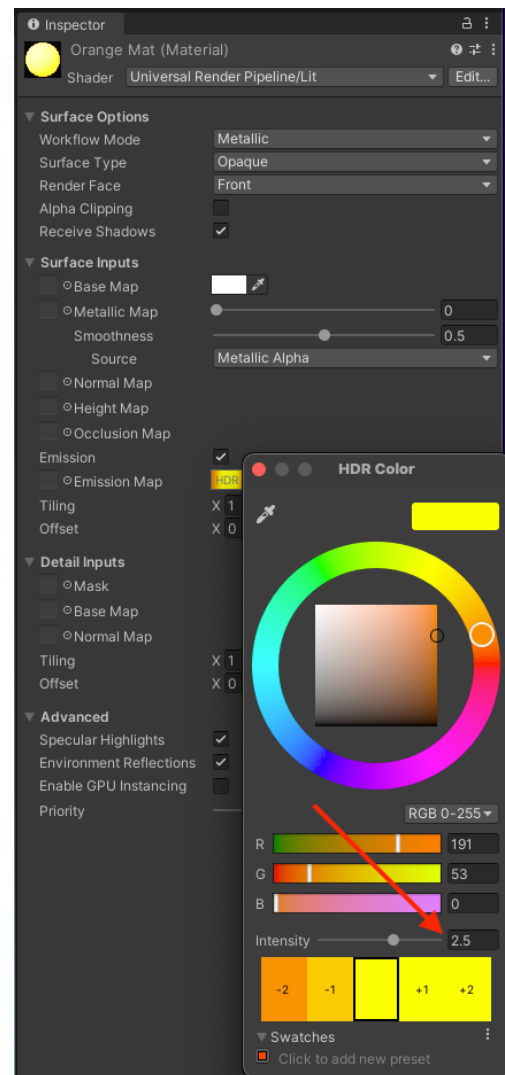 Inspector
Orange Mat (Material)
Shader Universal Render Pipeline/Lit Edit...
Surface Options
Workflow Mode Metallic
Surface Type Opaque
Render Face Front
Alpha Clipping
Receive Shadows
Surface Inputs
Base Map
Metallic Map 0
Smoothness 0.5
Source Metallic Alpha
Normal Map
Height Map
Occlusion Map
Emission
Emission Map HDR
Tiling X 1
Offset X 0
Detail Inputs
Mask
Base Map
Normal Map
Tiling X 1
Offset X 0
Advanced
Specular Highlights
Environment Reflections
Enable GPU Instancing
Priority
HDR Color
RGB 0-255
R 191
G 53
B 0
Intensity 2.5
-2 -1 +1 +2
Swatches
Click to add new preset